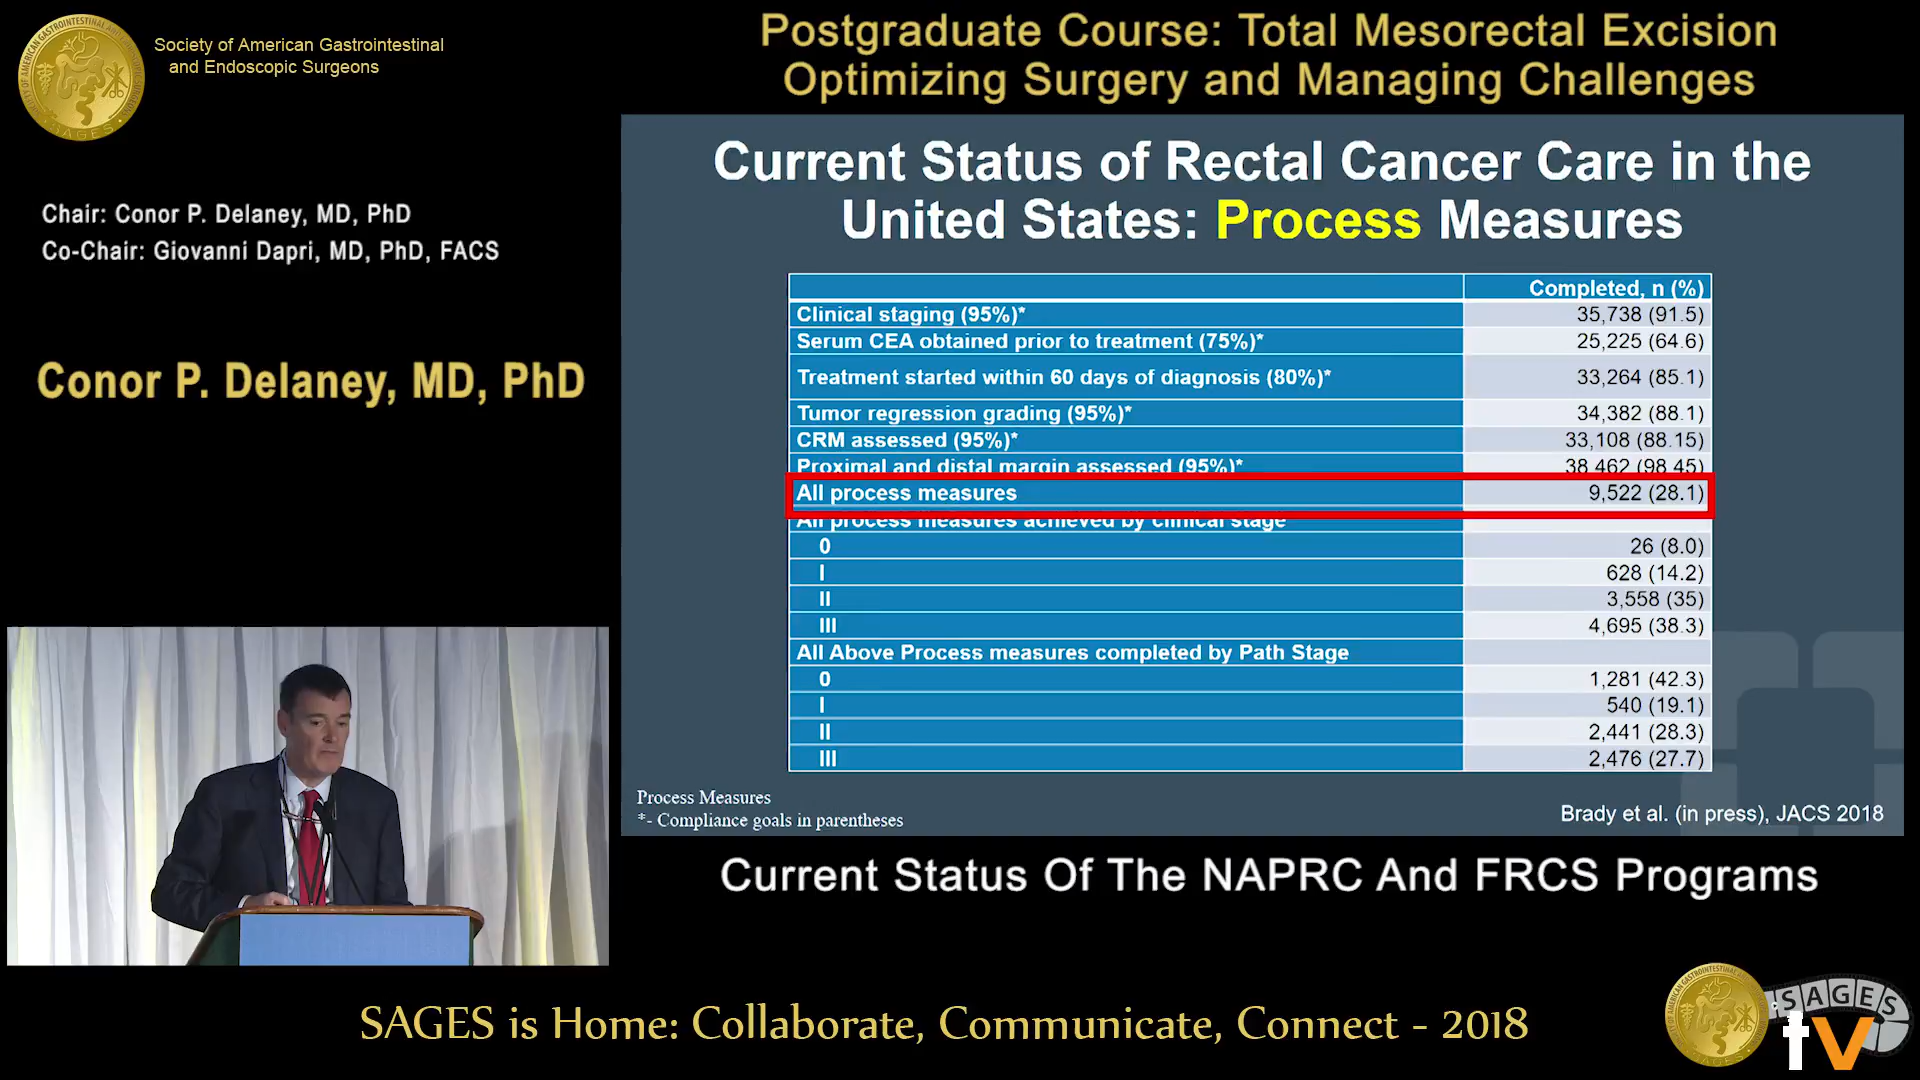 Society of American Gastrointestinal
and Endoscopic Surgeons
Postgraduate Course: Total Mesorectal Excision
Optimizing Surgery and Managing Challenges
Chair: Conor P. Delaney, MD, PhD
Co-Chair: Giovanni Dapri, MD, PhD, FACS
Conor P. Delaney, MD, PhD
Current Status of Rectal Cancer Care in the
United States: Process Measures
Completed, n (%)
Clinical staging (95%)* 35,738 (91.5)
Serum CEA obtained prior to treatment (75%)* 25,225 (64.6)
Treatment started within 60 days of diagnosis (80%)* 33,264 (85.1)
Tumor regression grading (95%)* 34,382 (88.1)
CRM assessed (95%)* 33,108 (88.15)
Proximal and distal margin assessed (95%)* 38,462 (98.45)
All process measures 9,522 (28.1)
All process measures achieved by clinical stage
0 26 (8.0)
I 628 (14.2)
II 3,558 (35)
III 4,695 (38.3)
All Above Process measures completed by Path Stage
0 1,281 (42.3)
I 540 (19.1)
II 2,441 (28.3)
III 2,476 (27.7)
Process Measures
*- Compliance goals in parentheses
Brady et al. (in press), JACS 2018
Current Status Of The NAPRC And FRCS Programs
SAGES is Home: Collaborate, Communicate, Connect - 2018
SAGES
tv